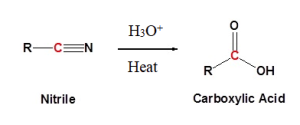 H₃O⁺
R—C≡N
Heat
O
C
R
OH
Nitrile
Carboxylic Acid